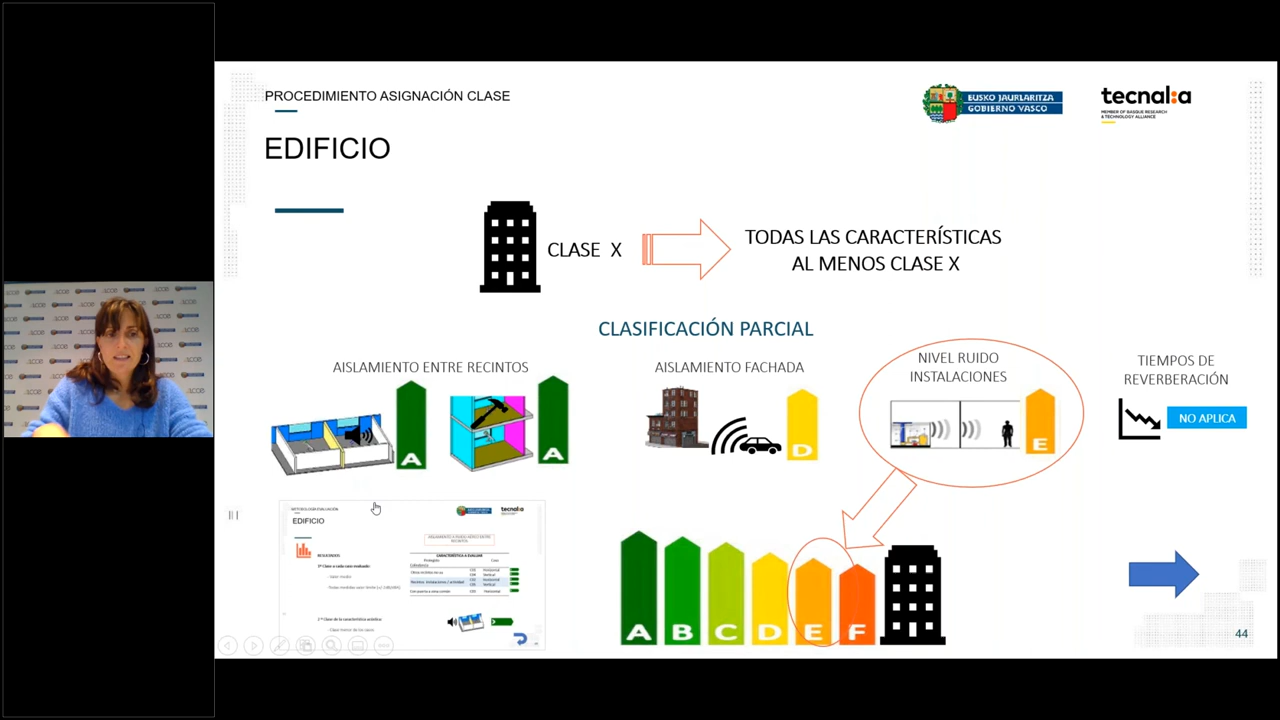 PROCEDIMIENTO ASIGNACIÓN CLASE
EUSKO JAURLARITZA
GOBIERNO VASCO
tecnal:a
MEMBER OF BASQUE RESEARCH
& TECHNOLOGY ALLIANCE
EDIFICIO
CLASE X
TODAS LAS CARACTERÍSTICAS
AL MENOS CLASE X
CLASIFICACIÓN PARCIAL
AISLAMIENTO ENTRE RECINTOS
AISLAMIENTO FACHADA
NIVEL RUIDO
INSTALACIONES
TIEMPOS DE
REVERBERACIÓN
A
A
D
E
NO APLICA
EDIFICIO
tecnal:a
RESULTADOS
A B C D E F
44